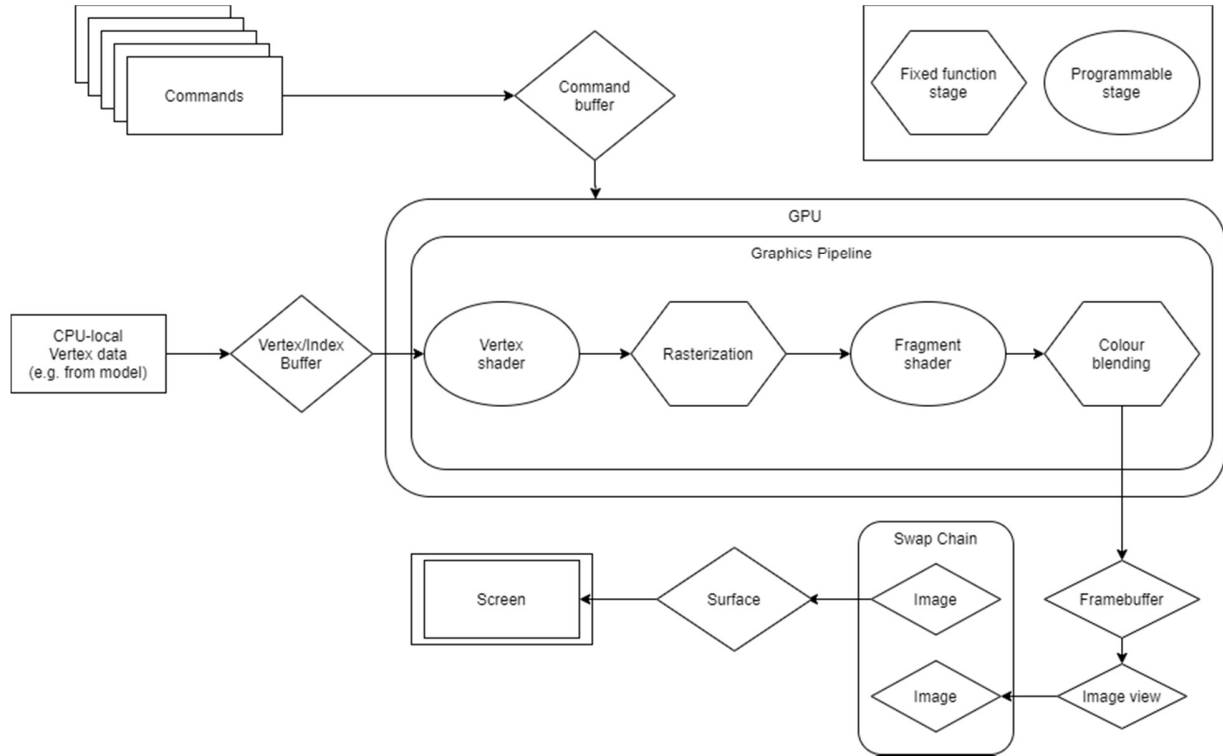 Commands
Command
buffer
Fixed function
stage
Programmable
stage
GPU
Graphics Pipeline
CPU-local
Vertex data
(e.g. from model)
Vertex/Index
Buffer
Vertex
shader
Rasterization
Fragment
shader
Colour
blending
Swap Chain
Screen
Surface
Image
Framebuffer
Image
Image view